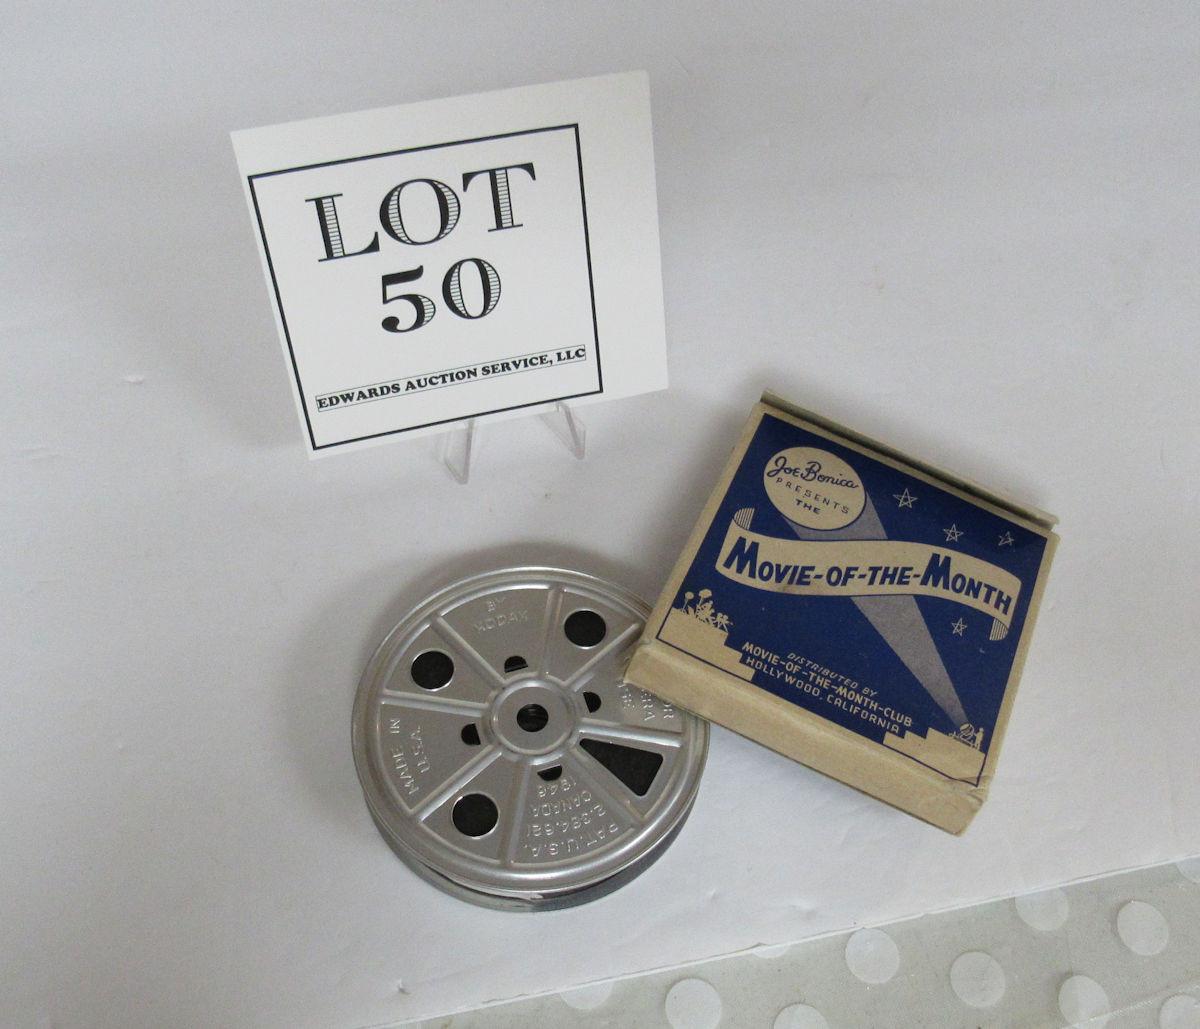 LOT
50
EDWARDS AUCTION SERVICE, LLC
Joe Bonica
PRESENTS
THE
MOVIE-OF-THE-MONTH
DISTRIBUTED BY
MOVIE-OF-THE-MONTH-CLUB
HOLLYWOOD, CALIFORNIA
BY
KODAK
MADE IN
U.S.A.
PAT. U.S.A.
2,334,621
CANADA
1946